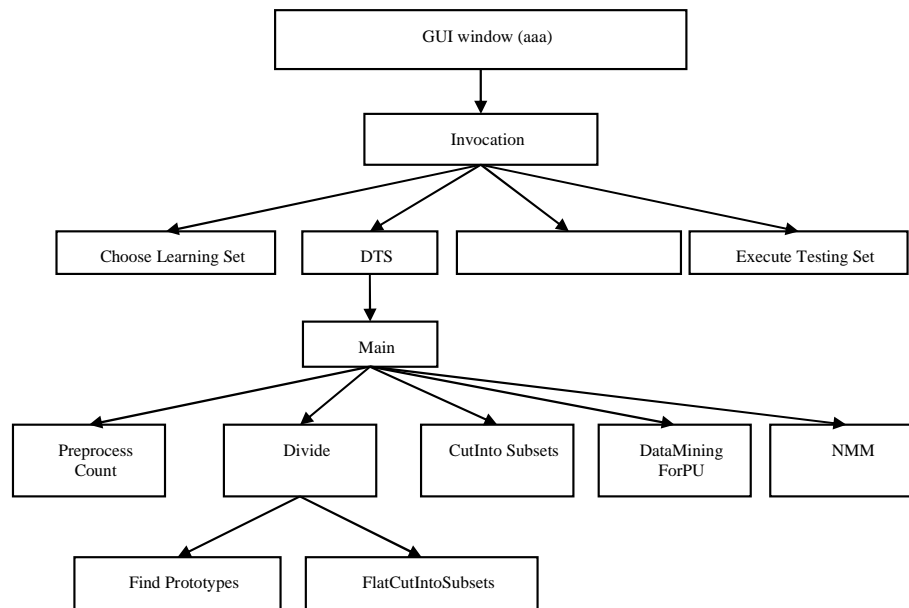 GUI window (aaa)
Invocation
Choose Learning Set
DTS
Execute Testing Set
Main
Preprocess
Count
Divide
CutInto Subsets
DataMining
ForPU
NMM
Find Prototypes
FlatCutIntoSubsets